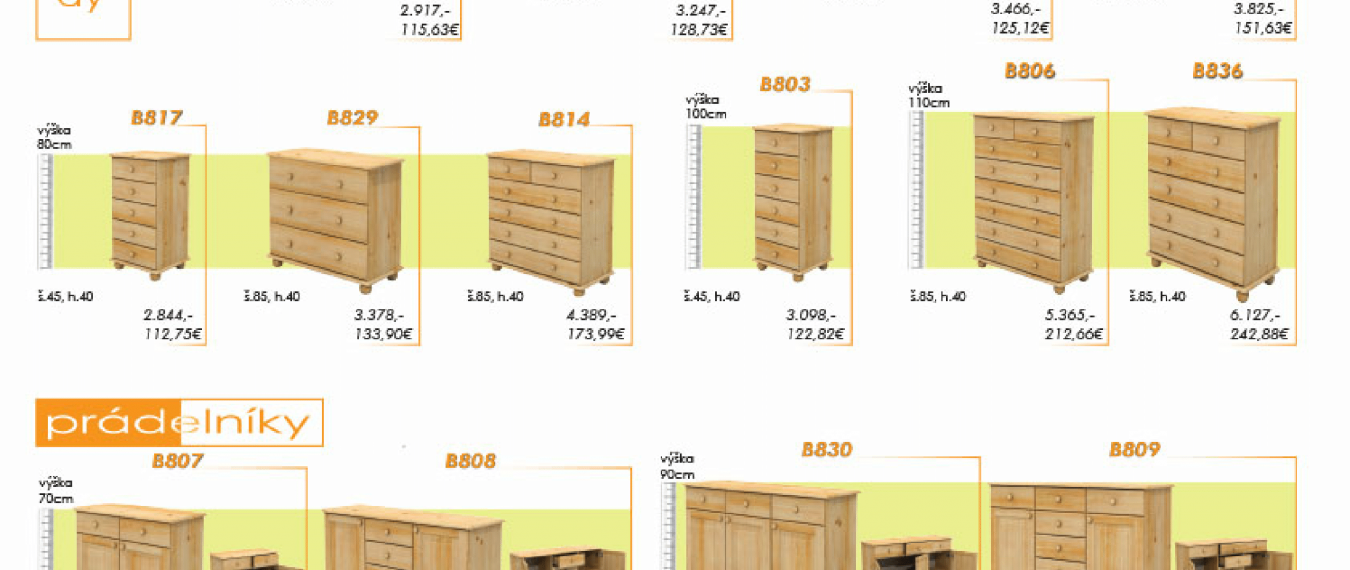 dy
2.917,-
115,63€
3.247,-
128,73€
3.466,-
125,12€
3.825,-
151,63€
výška
80cm
B817
š.45, h.40
2.844,-
112,75€
B829
š.85, h.40
3.378,-
133,90€
B814
š.85, h.40
4.389,-
173,99€
výška
100cm
B803
š.45, h.40
3.098,-
122,82€
výška
110cm
B806
š.85, h.40
5.365,-
212,66€
B836
š.85, h.40
6.127,-
242,88€
prádelníky
výška
70cm
B807
B808
výška
90cm
B830
B809